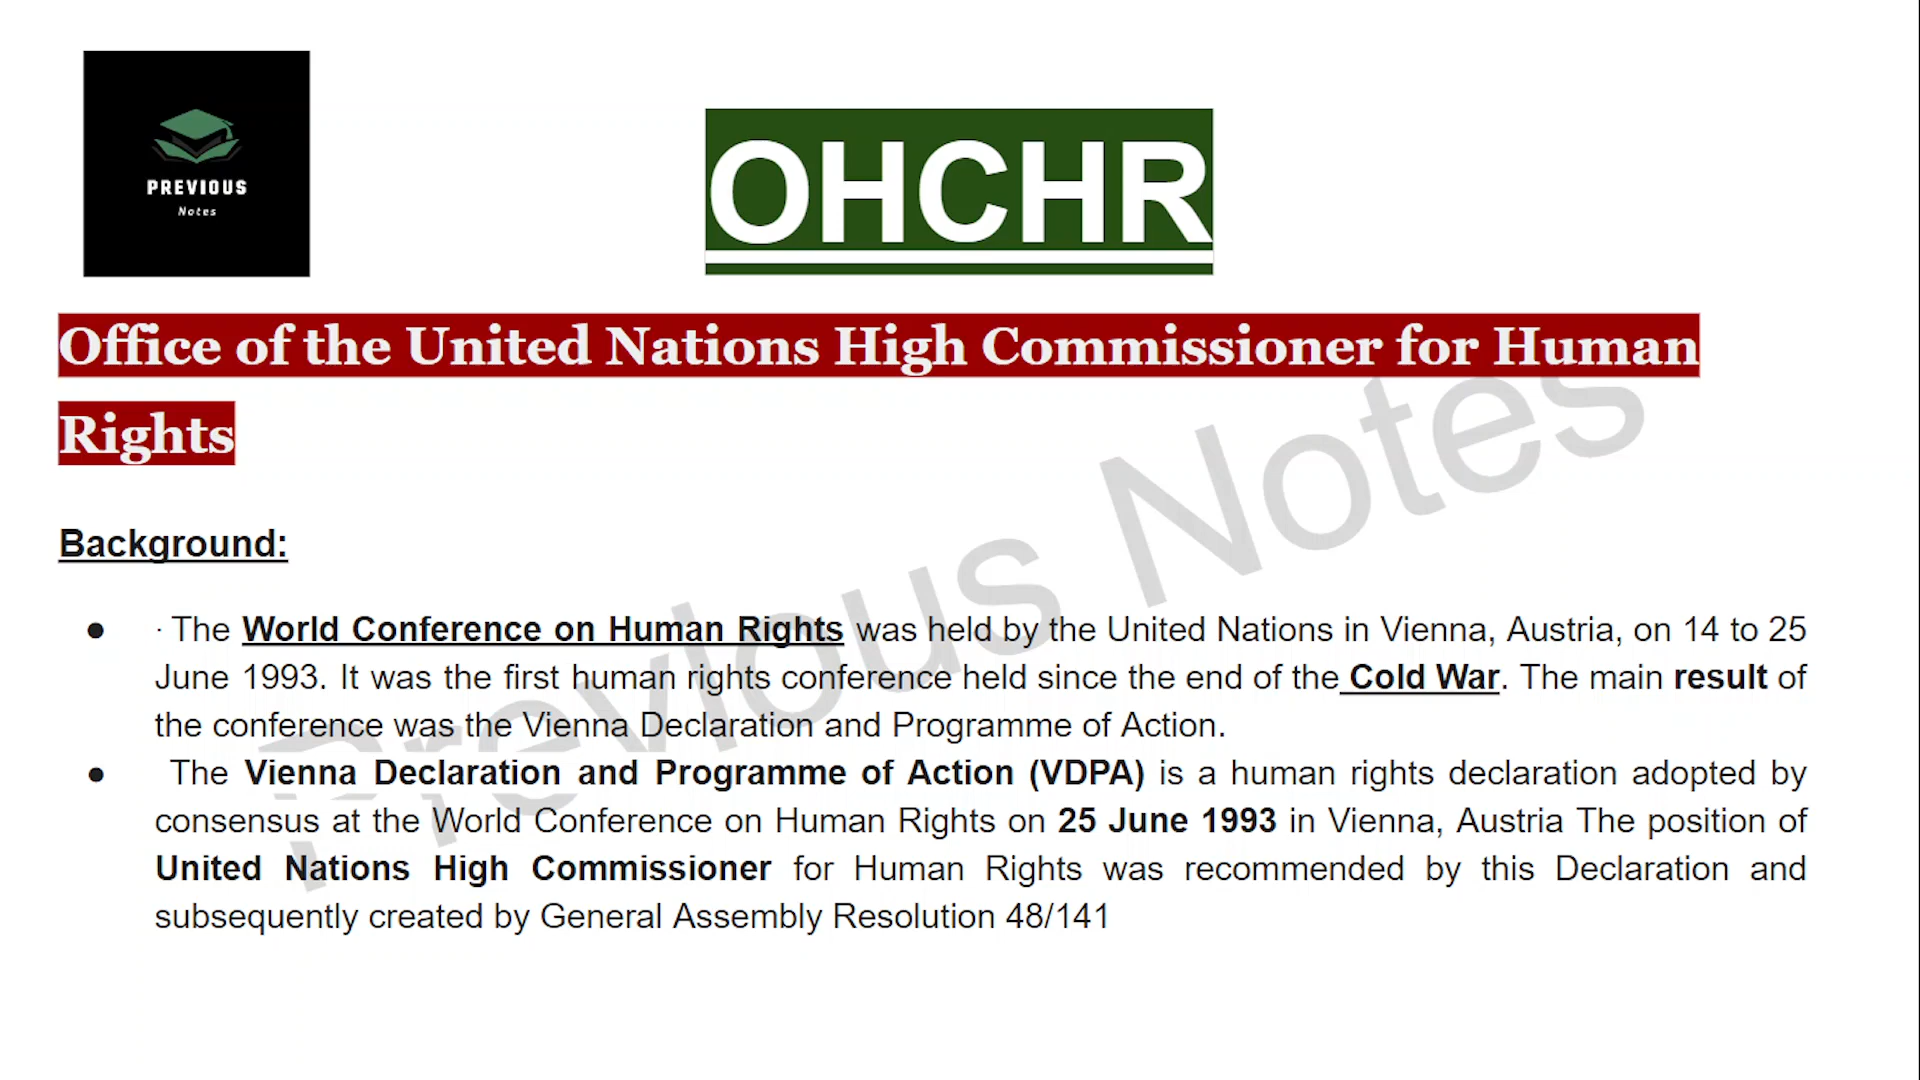 PREVIOUS
Notes
OHCHR
Office of the United Nations High Commissioner for Human
Rights
Previous Notes
Background:
● · The World Conference on Human Rights was held by the United Nations in Vienna, Austria, on 14 to 25
June 1993. It was the first human rights conference held since the end of the Cold War. The main result of
the conference was the Vienna Declaration and Programme of Action.
● The Vienna Declaration and Programme of Action (VDPA) is a human rights declaration adopted by
consensus at the World Conference on Human Rights on 25 June 1993 in Vienna, Austria The position of
United Nations High Commissioner for Human Rights was recommended by this Declaration and
subsequently created by General Assembly Resolution 48/141